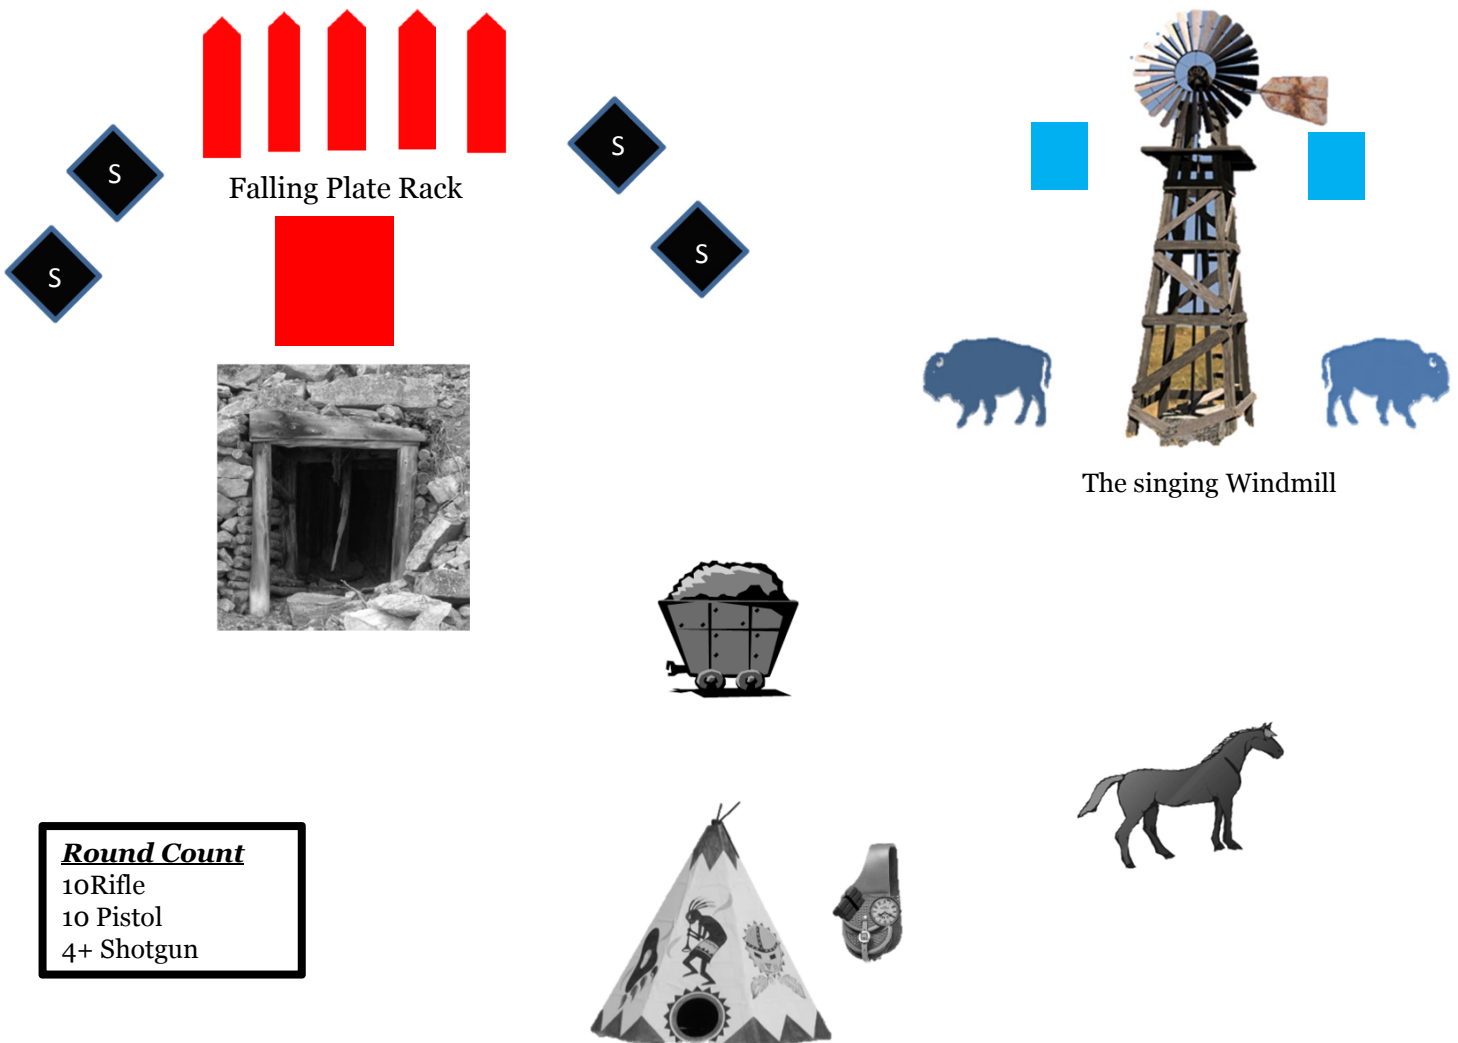 S
S
S
S
Falling Plate Rack
The singing Windmill
Round Count
10Rifle
10 Pistol
4+ Shotgun